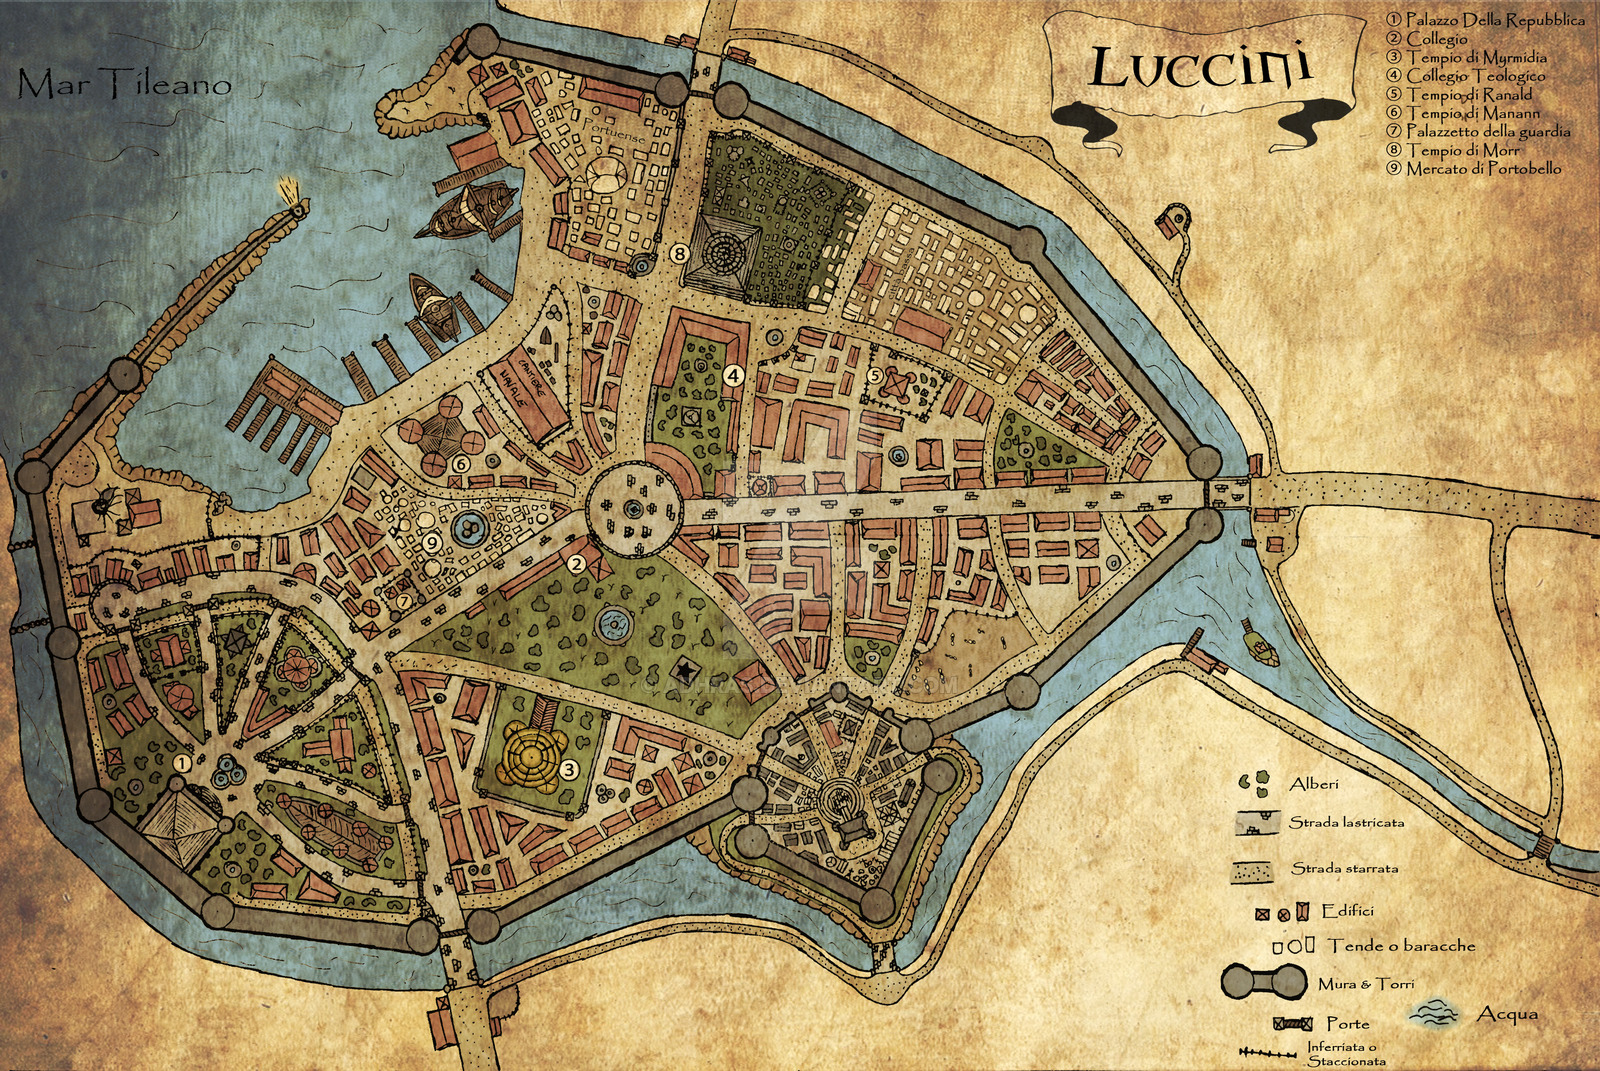 Mar Tileano
Luccini
① Palazzo Della Repubblica
② Collegio
③ Tempio di Myrmidia
④ Collegio Teologico
⑤ Tempio di Ranald
⑥ Tempio di Manann
⑦ Palazzetto della guardia
⑧ Tempio di Morr
⑨ Mercato di Portobello
Portuense
8
4
5
CANTIERE
NAVALE
6
9
2
7
3
1
Alberi
Strada lastricata
Strada starrata
Edifici
Tende o baracche
Mura & Torri
Acqua
Porte
Inferriata o
Staccionata